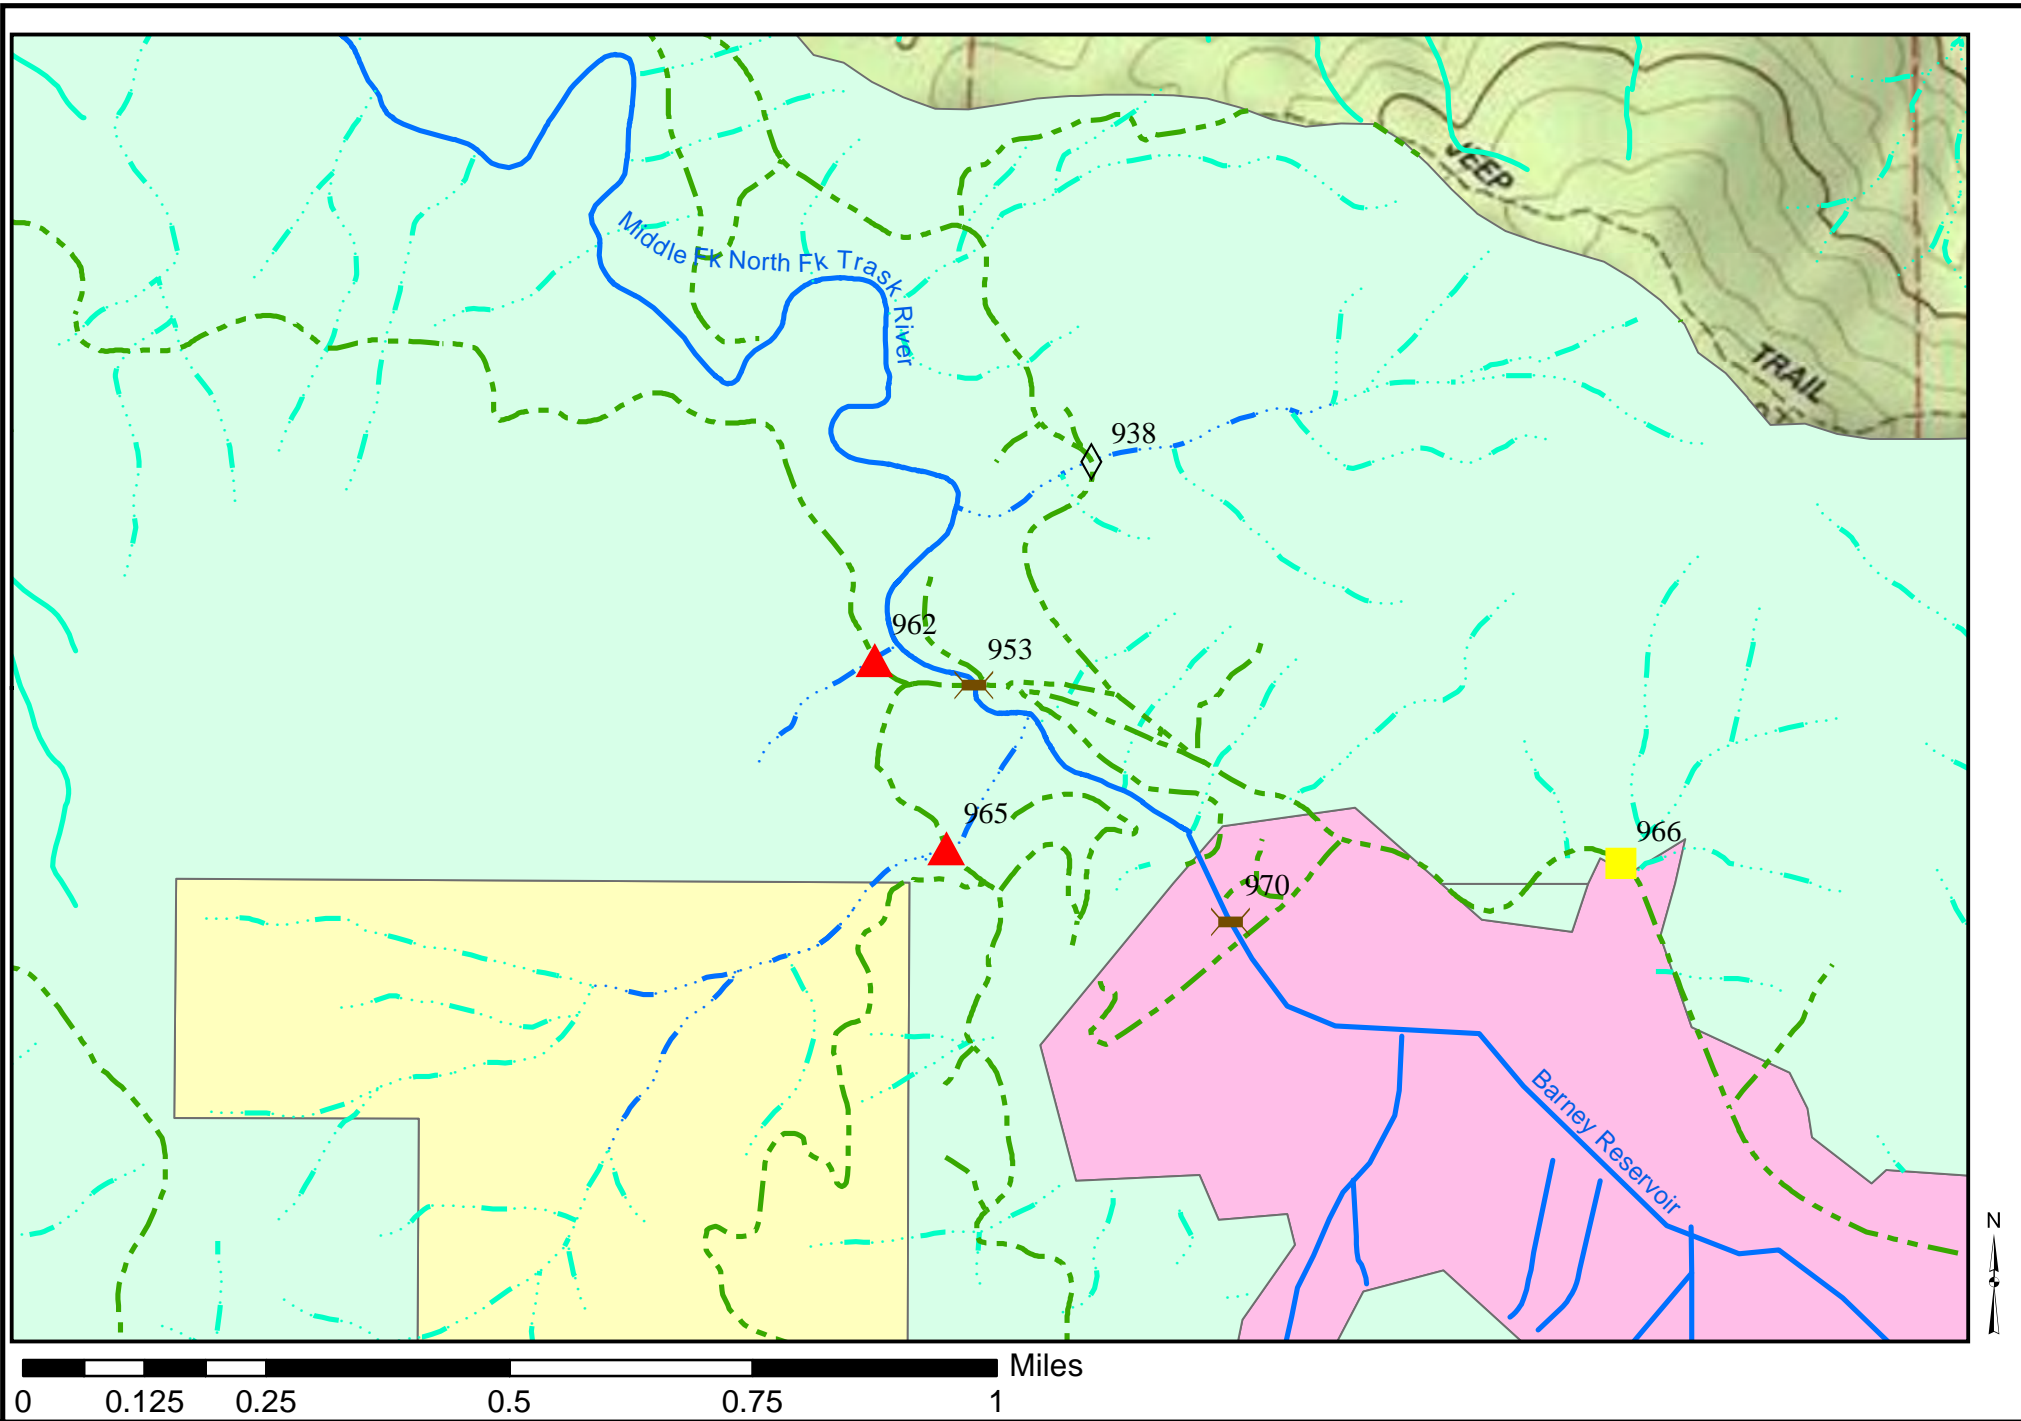 JEEP
Middle Fk North Fk Trask River
TRAIL
938
962
953
965
966
970
Barney Reservoir
N
Miles
0 0.125 0.25 0.5 0.75 1